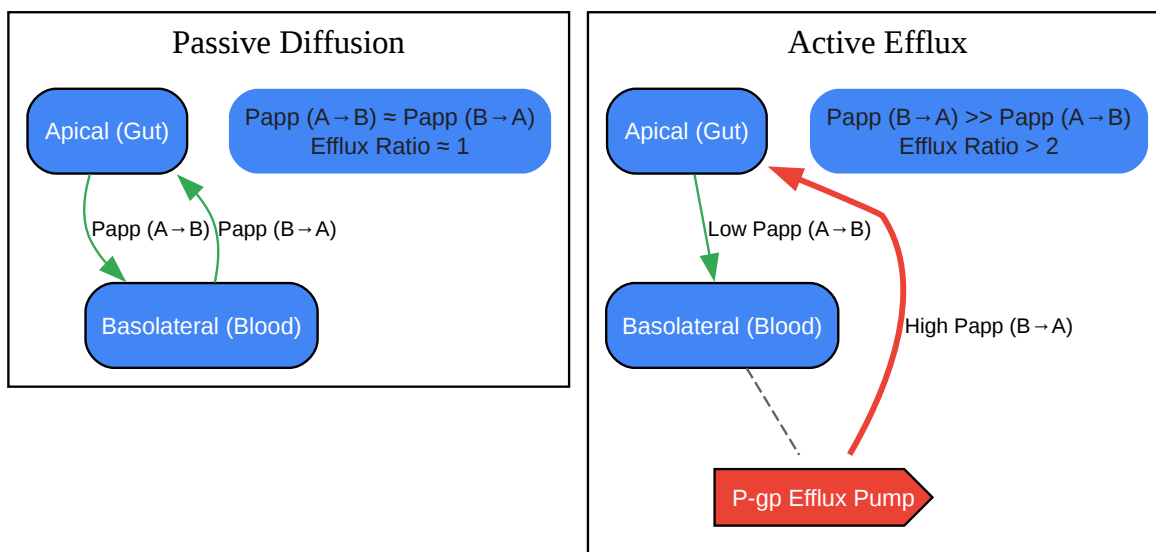 Passive Diffusion
Apical (Gut)
Papp (A→B) ≈ Papp (B→A)
Efflux Ratio ≈ 1
Papp (A→B)
Papp (B→A)
Basolateral (Blood)
Active Efflux
Apical (Gut)
Papp (B→A) >> Papp (A→B)
Efflux Ratio > 2
Low Papp (A→B)
Basolateral (Blood)
High Papp (B→A)
P-gp Efflux Pump